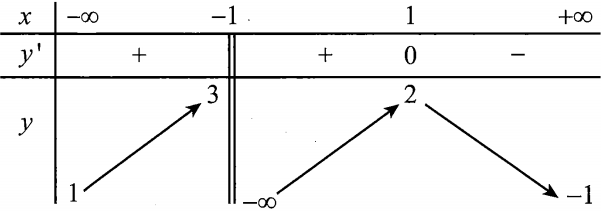 x −∞ −1 1 +∞
y' + + 0 −
3 2
y
1 −∞ −1